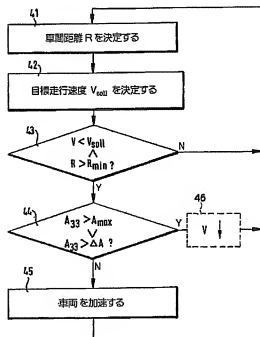 41
車間距離 R を決定する
42
目標走行速度 Vsoll を決定する
43
V < Vsoll
∧
R > Rmin ?
N
Y
44
A33 > Amax
∨
A33 > ΔA ?
Y
46
V ↓
N
45
車両を加速する